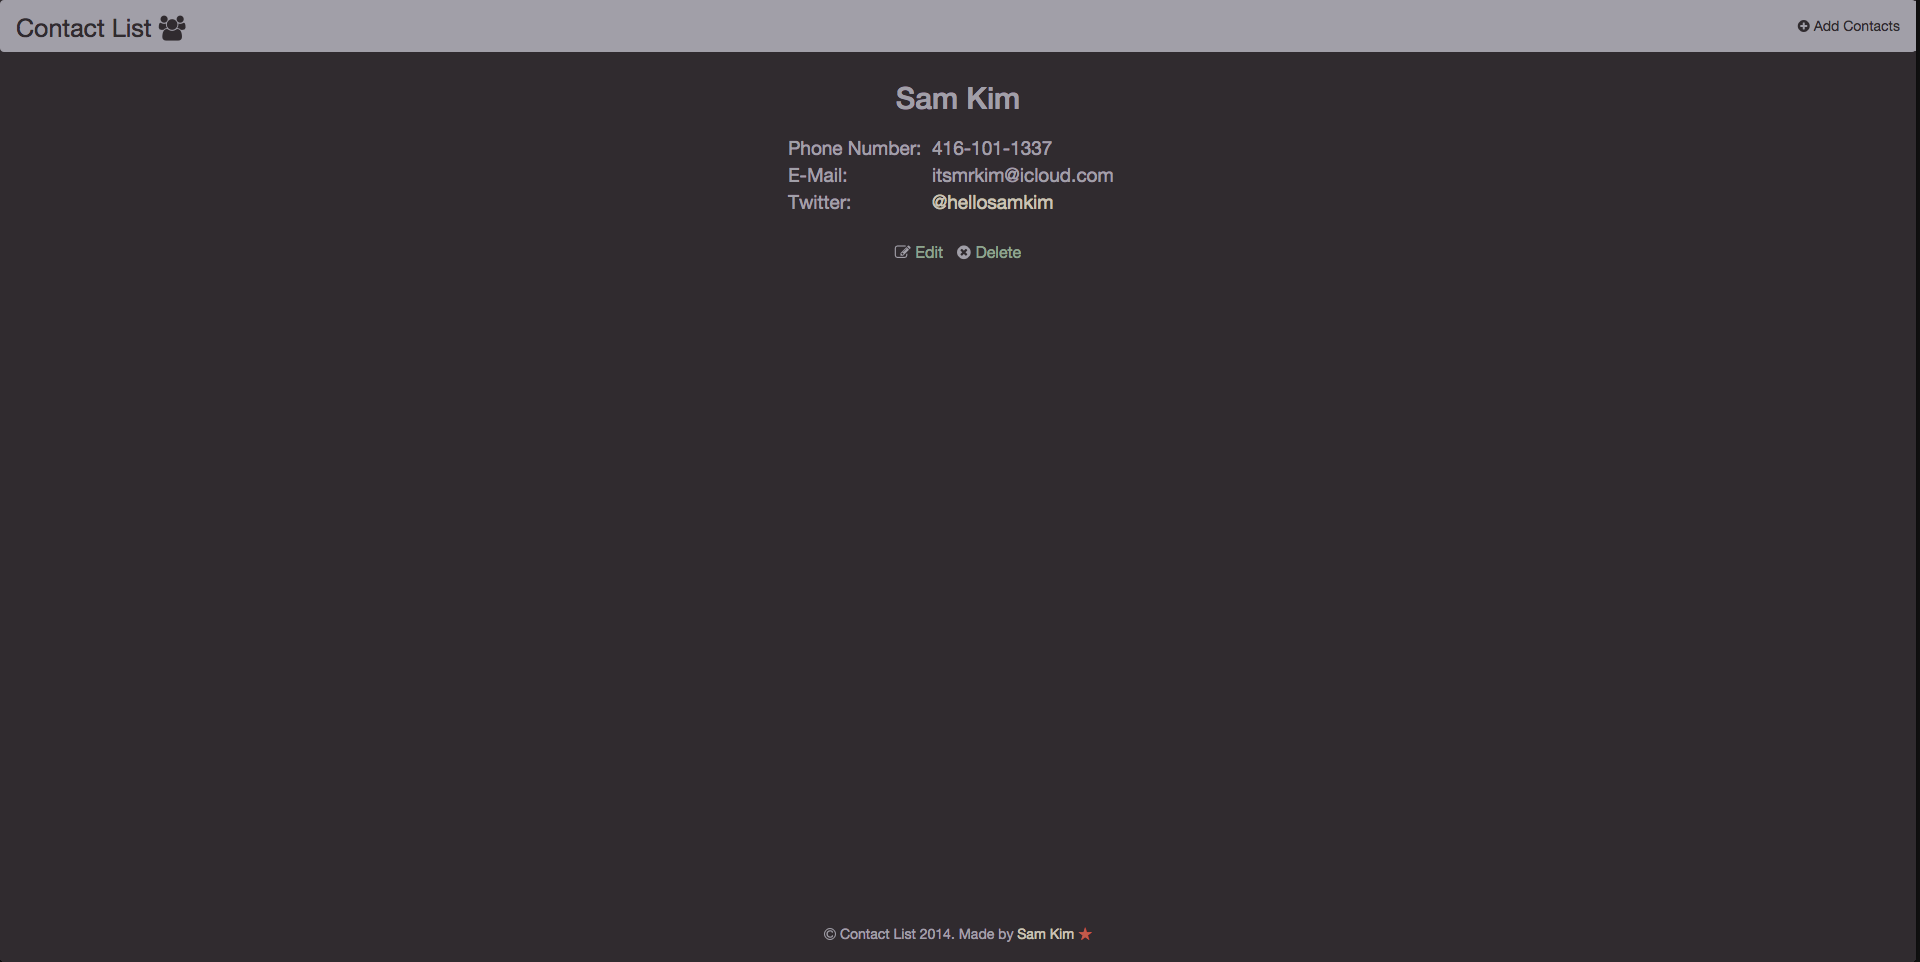 Contact List
Add Contacts
Sam Kim
Phone Number: 416-101-1337
E-Mail: itsmrkim@icloud.com
Twitter: @hellosamkim
Edit Delete
© Contact List 2014. Made by Sam Kim ★